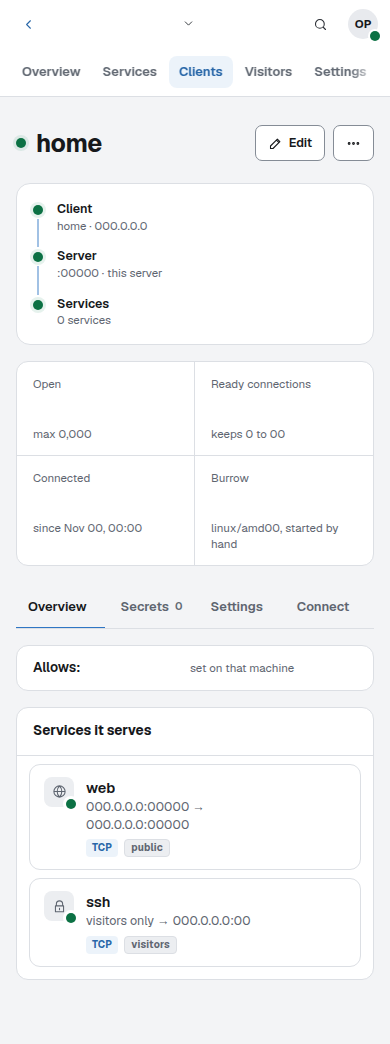 OP
Overview Services Clients Visitors Settings
home Edit
Client
home · 000.0.0.0
Server
:00000 · this server
Services
0 services
Open Ready connections
max 0,000 keeps 0 to 00
Connected Burrow
since Nov 00, 00:00 linux/amd00, started by
hand
Overview Secrets 0 Settings Connect
Allows: set on that machine
Services it serves
web
000.0.0.0:00000 →
000.0.0.0:00000
TCP public
ssh
visitors only → 000.0.0.0:00
TCP visitors